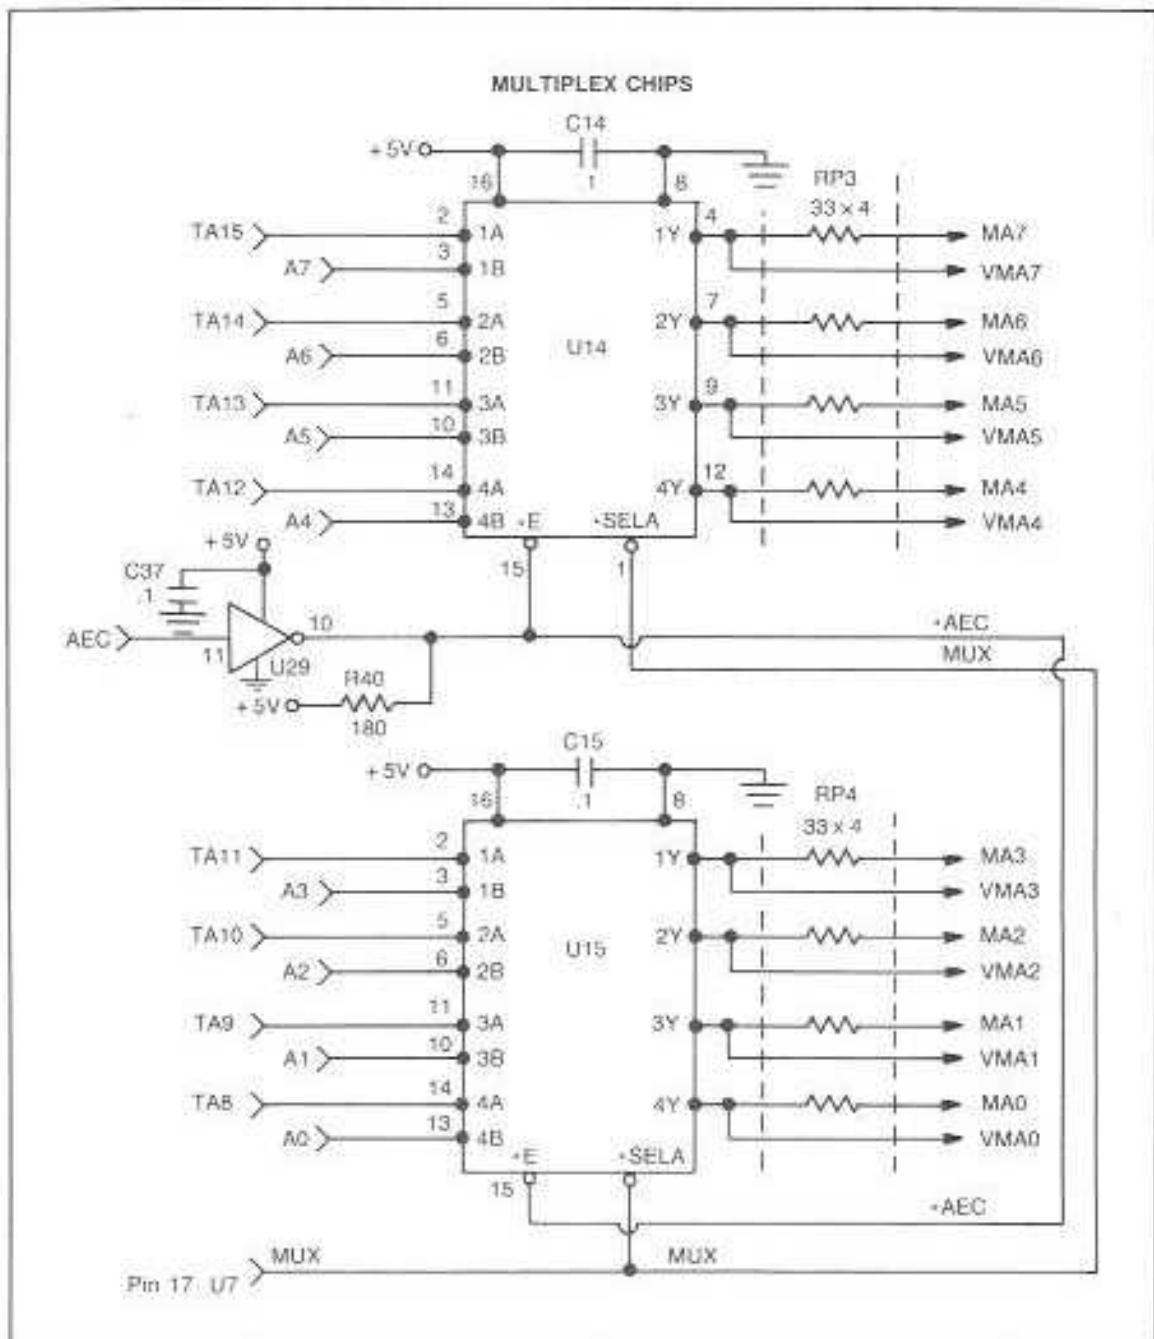 MULTIPLEX CHIPS
C14
+5V
.1
16
8
RP3
33 × 4
TA15
2
1A
1Y
4
MA7
A7
3
1B
VMA7
TA14
5
2A
2Y
7
MA6
A6
6
2B
VMA6
U14
TA13
11
3A
3Y
9
MA5
A5
10
3B
VMA5
TA12
14
4A
4Y
12
MA4
A4
13
4B
•E
•SELA
VMA4
+5V
C37
.1
15
1
AEC
11
10
U29
•AEC
MUX
R40
+5V
180
C15
+5V
.1
16
8
RP4
33 × 4
TA11
2
1A
1Y
MA3
A3
3
1B
VMA3
TA10
5
2A
2Y
MA2
A2
6
2B
VMA2
U15
TA9
11
3A
3Y
MA1
A1
10
3B
VMA1
TA8
14
4A
4Y
MA0
A0
13
4B
VMA0
•E
•SELA
15
•AEC
MUX
MUX
Pin 17 U7